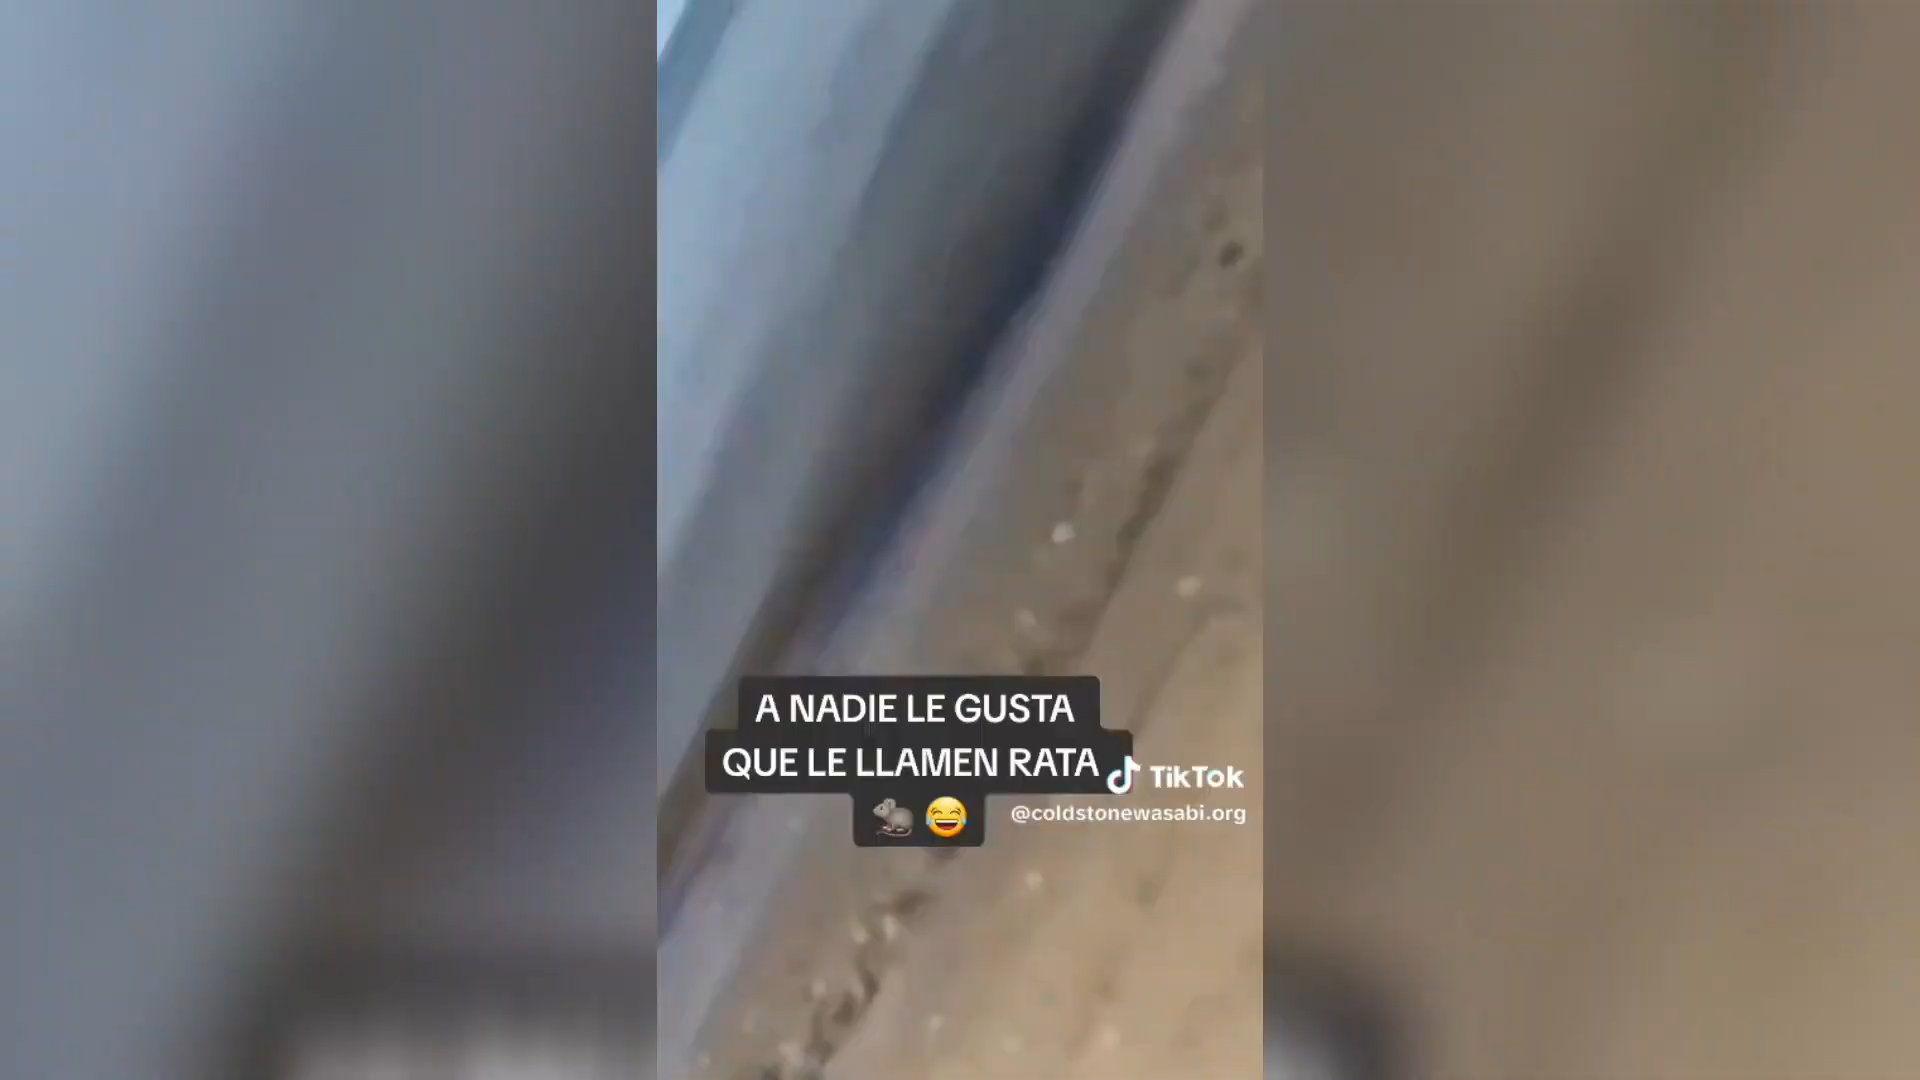 A NADIE LE GUSTA
QUE LE LLAMEN RATA
🐀 😂
TikTok
@coldstonewasabi.org